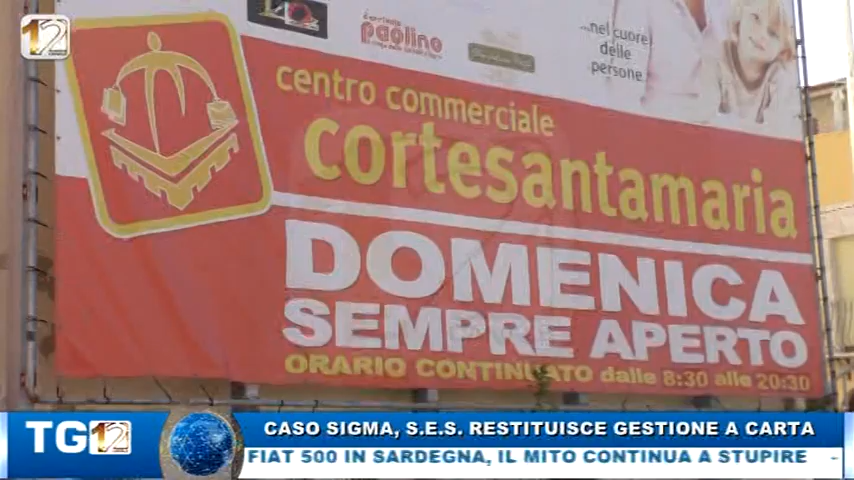 12
paolino
...nel cuore
delle
persone
centro commerciale
cortesantamaria
DOMENICA
SEMPRE APERTO
ORARIO CONTINUATO dalle 8:30 alle 20:30
TG12
CASO SIGMA, S.E.S. RESTITUISCE GESTIONE A CARTA
FIAT 500 IN SARDEGNA, IL MITO CONTINUA A STUPIRE -